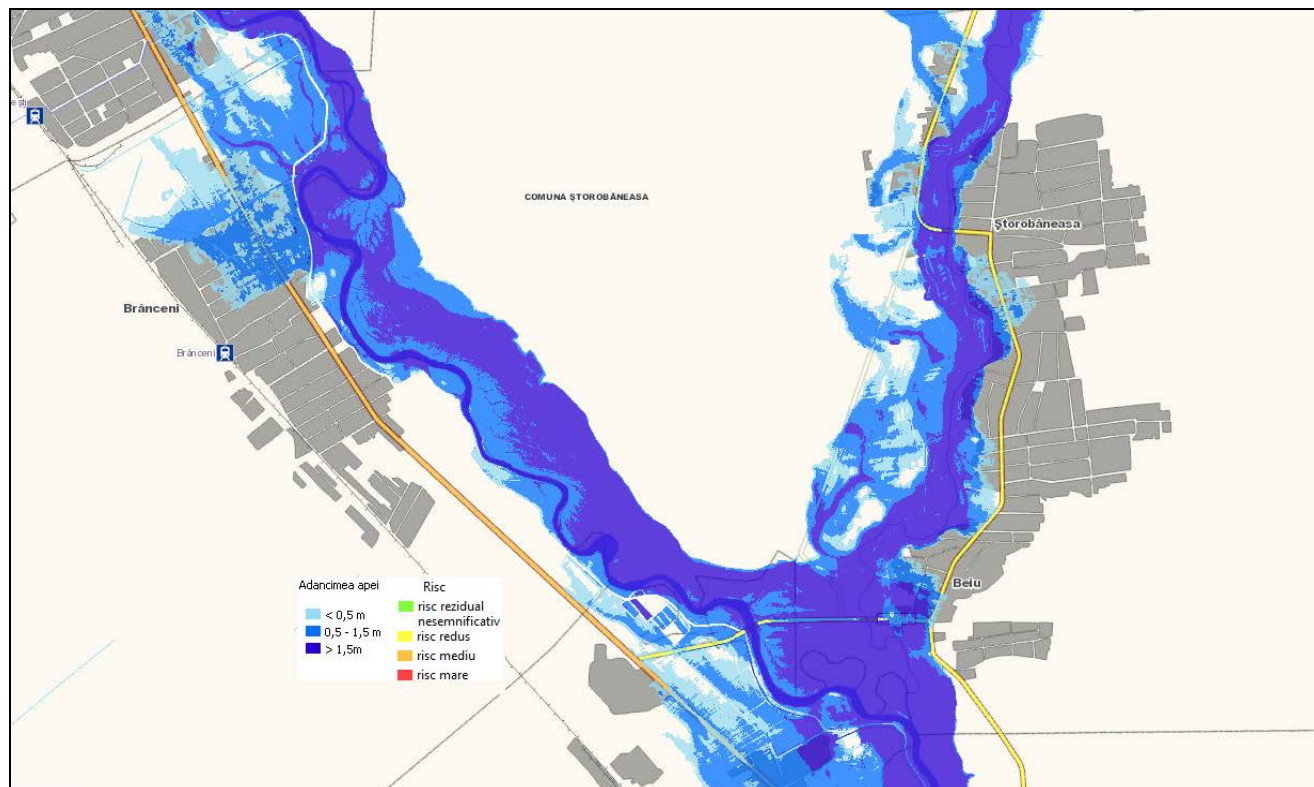 COMUNA ŞTOROBĂNEASA
Ştorobăneasa
Brânceni
Brânceni
Beiu
Adancimea apei
< 0,5 m
0,5 - 1,5 m
> 1,5m
Risc
risc rezidual
nesemnificativ
risc redus
risc mediu
risc mare